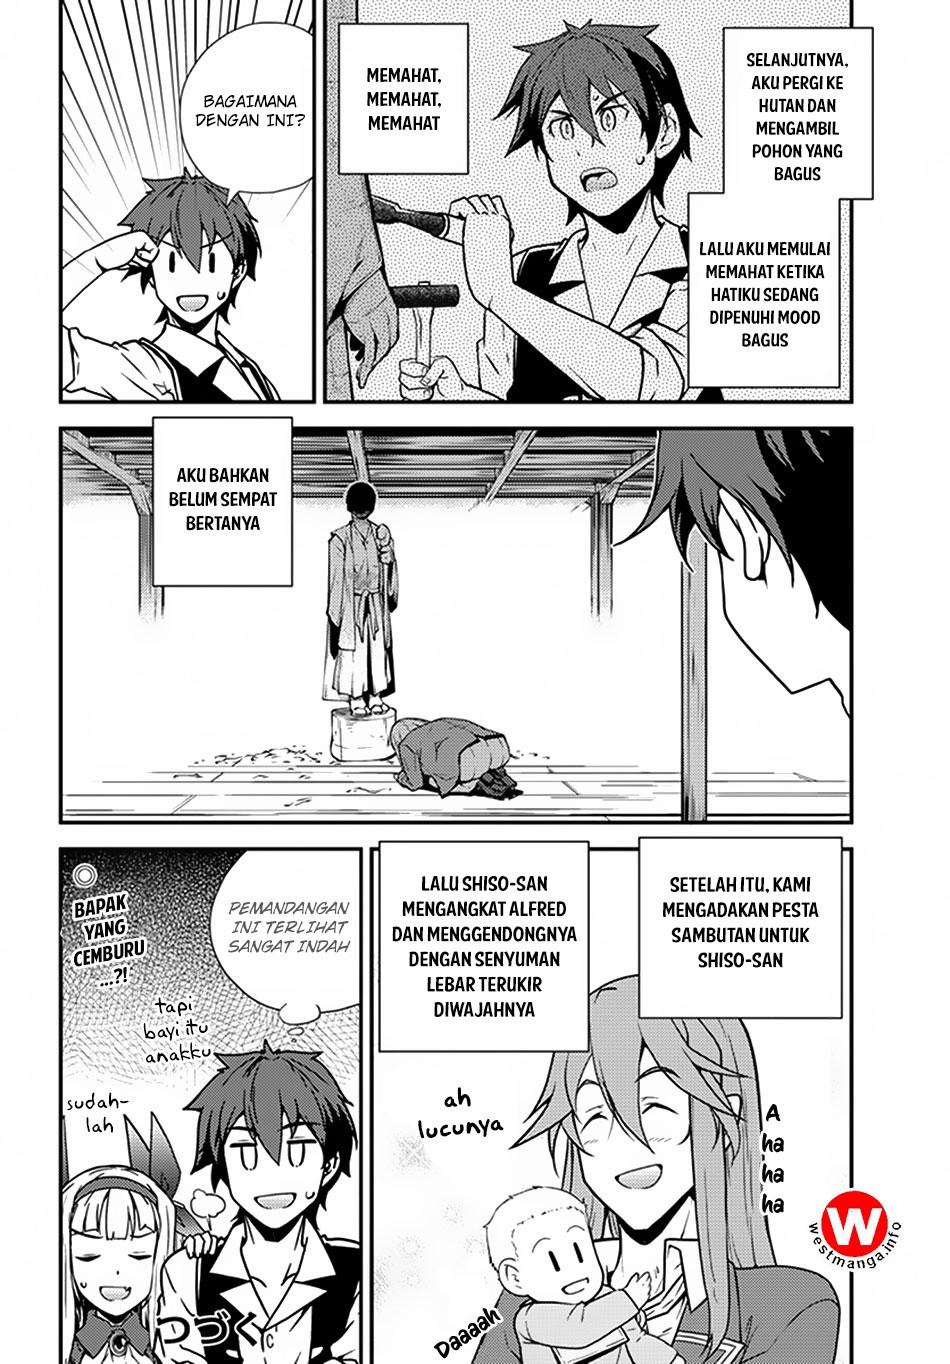 SELANJUTNYA,
AKU PERGI KE
HUTAN DAN
MENGAMBIL
POHON YANG
BAGUS
LALU AKU MEMULAI
MEMAHAT KETIKA
HATIKU SEDANG
DIPENUHI MOOD
BAGUS
MEMAHAT,
MEMAHAT,
MEMAHAT
BAGAIMANA
DENGAN INI?
AKU BAHKAN
BELUM SEMPAT
BERTANYA
SETELAH ITU, KAMI
MENGADAKAN PESTA
SAMBUTAN UNTUK
SHISO-SAN
LALU SHISO-SAN
MENGANGKAT ALFRED
DAN MENGGENDONGNYA
DENGAN SENYUMAN
LEBAR TERUKIR
DIWAJAHNYA
ah
lucunya
A
ha
ha
ha
Daaaah
PEMANDANGAN
INI TERLIHAT
SANGAT INDAH
BAPAK
YANG
CEMBURU
...?!
tapi
bayi itu
anakku
sudah-
lah
つづく
W
westmanga.info